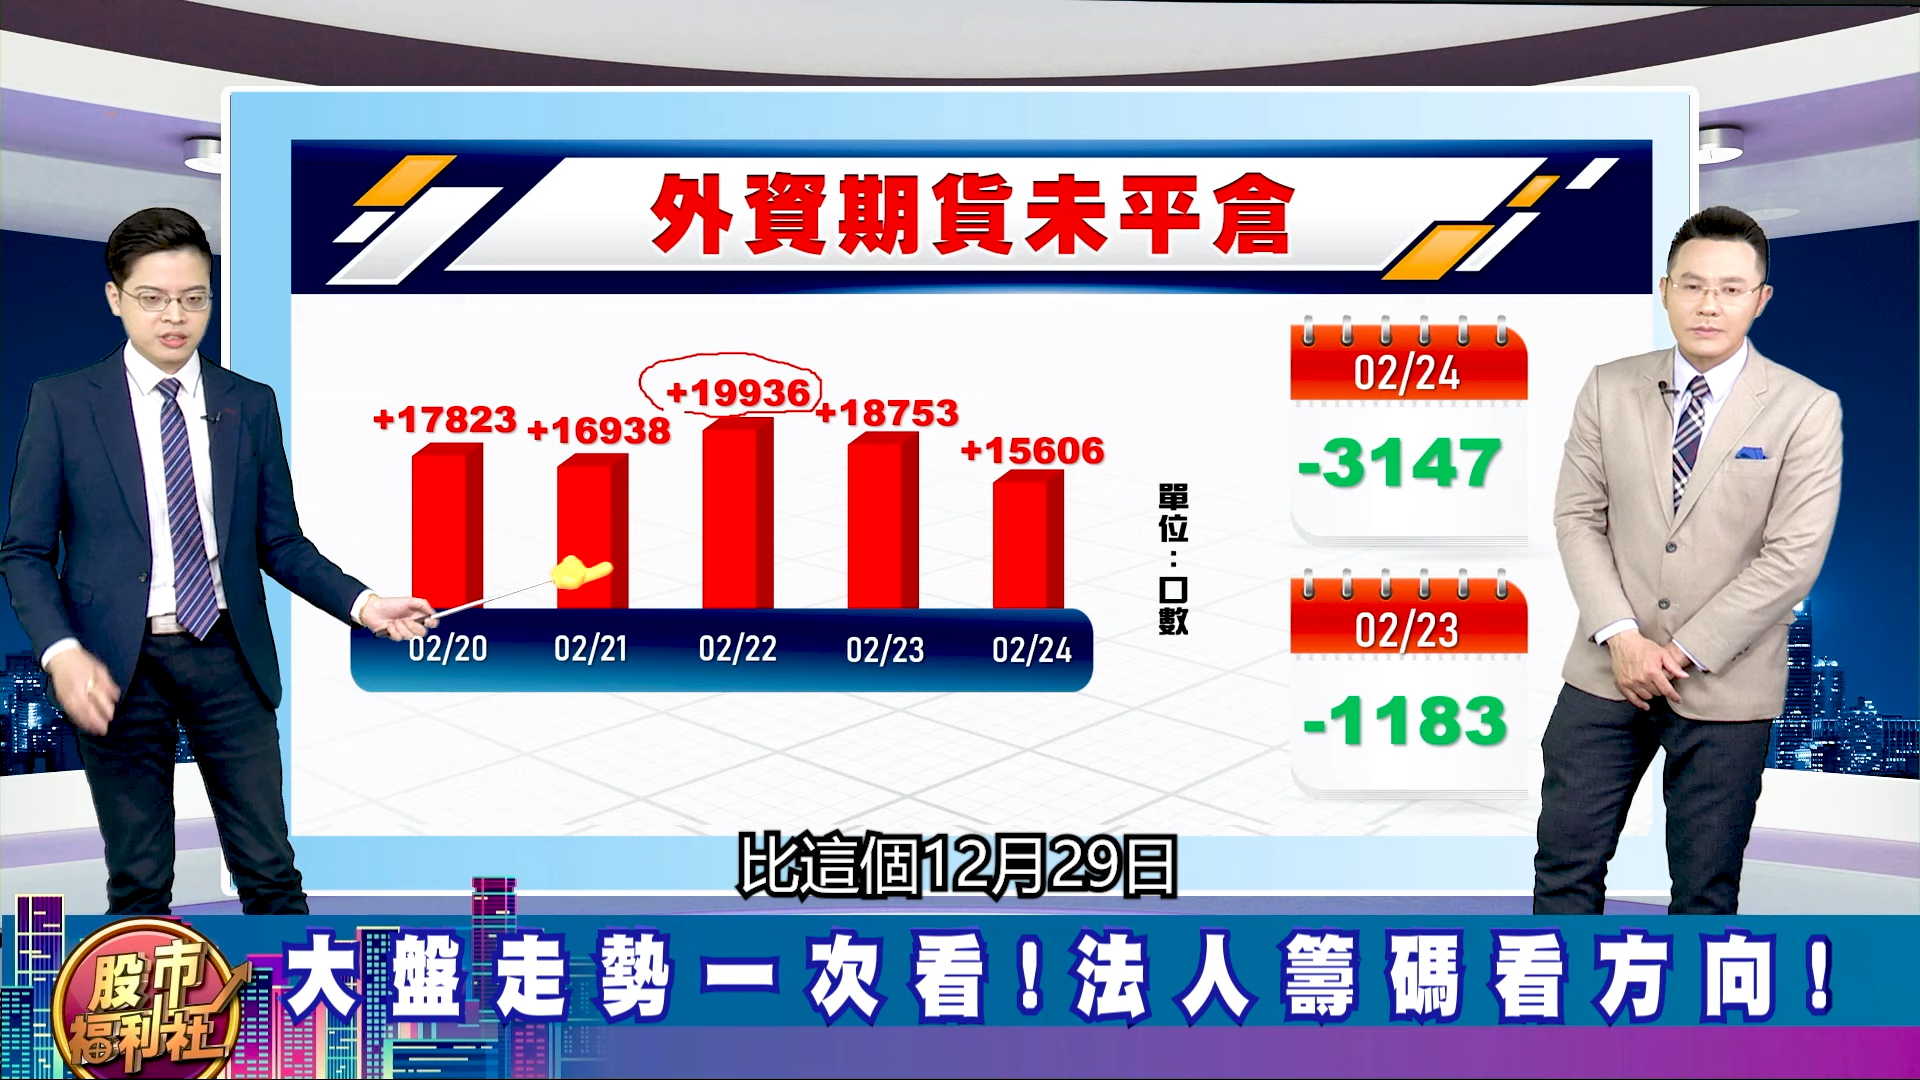 外資期貨未平倉
+17823
+16938
+19936
+18753
+15606
02/20
02/21
02/22
02/23
02/24
單位：口數
02/24
-3147
02/23
-1183
比這個12月29日
股市
福利社
大盤走勢一次看!法人籌碼看方向!